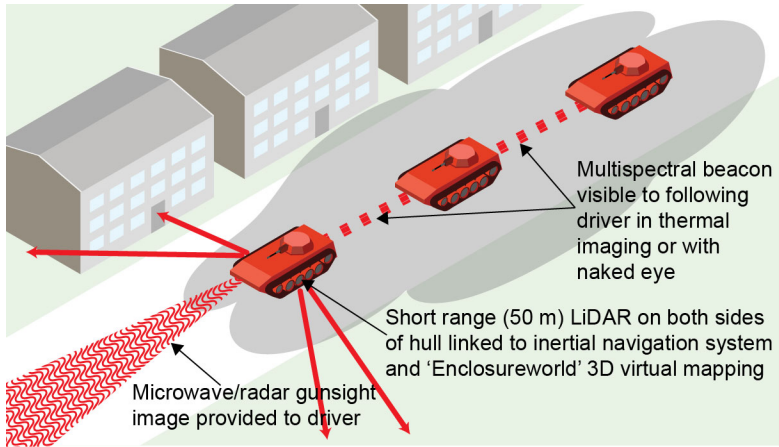 Multispectral beacon
visible to following
driver in thermal
imaging or with
naked eye
Short range (50 m) LiDAR on both sides
of hull linked to inertial navigation system
and ‘Enclosureworld’ 3D virtual mapping
Microwave/radar gunsight
image provided to driver